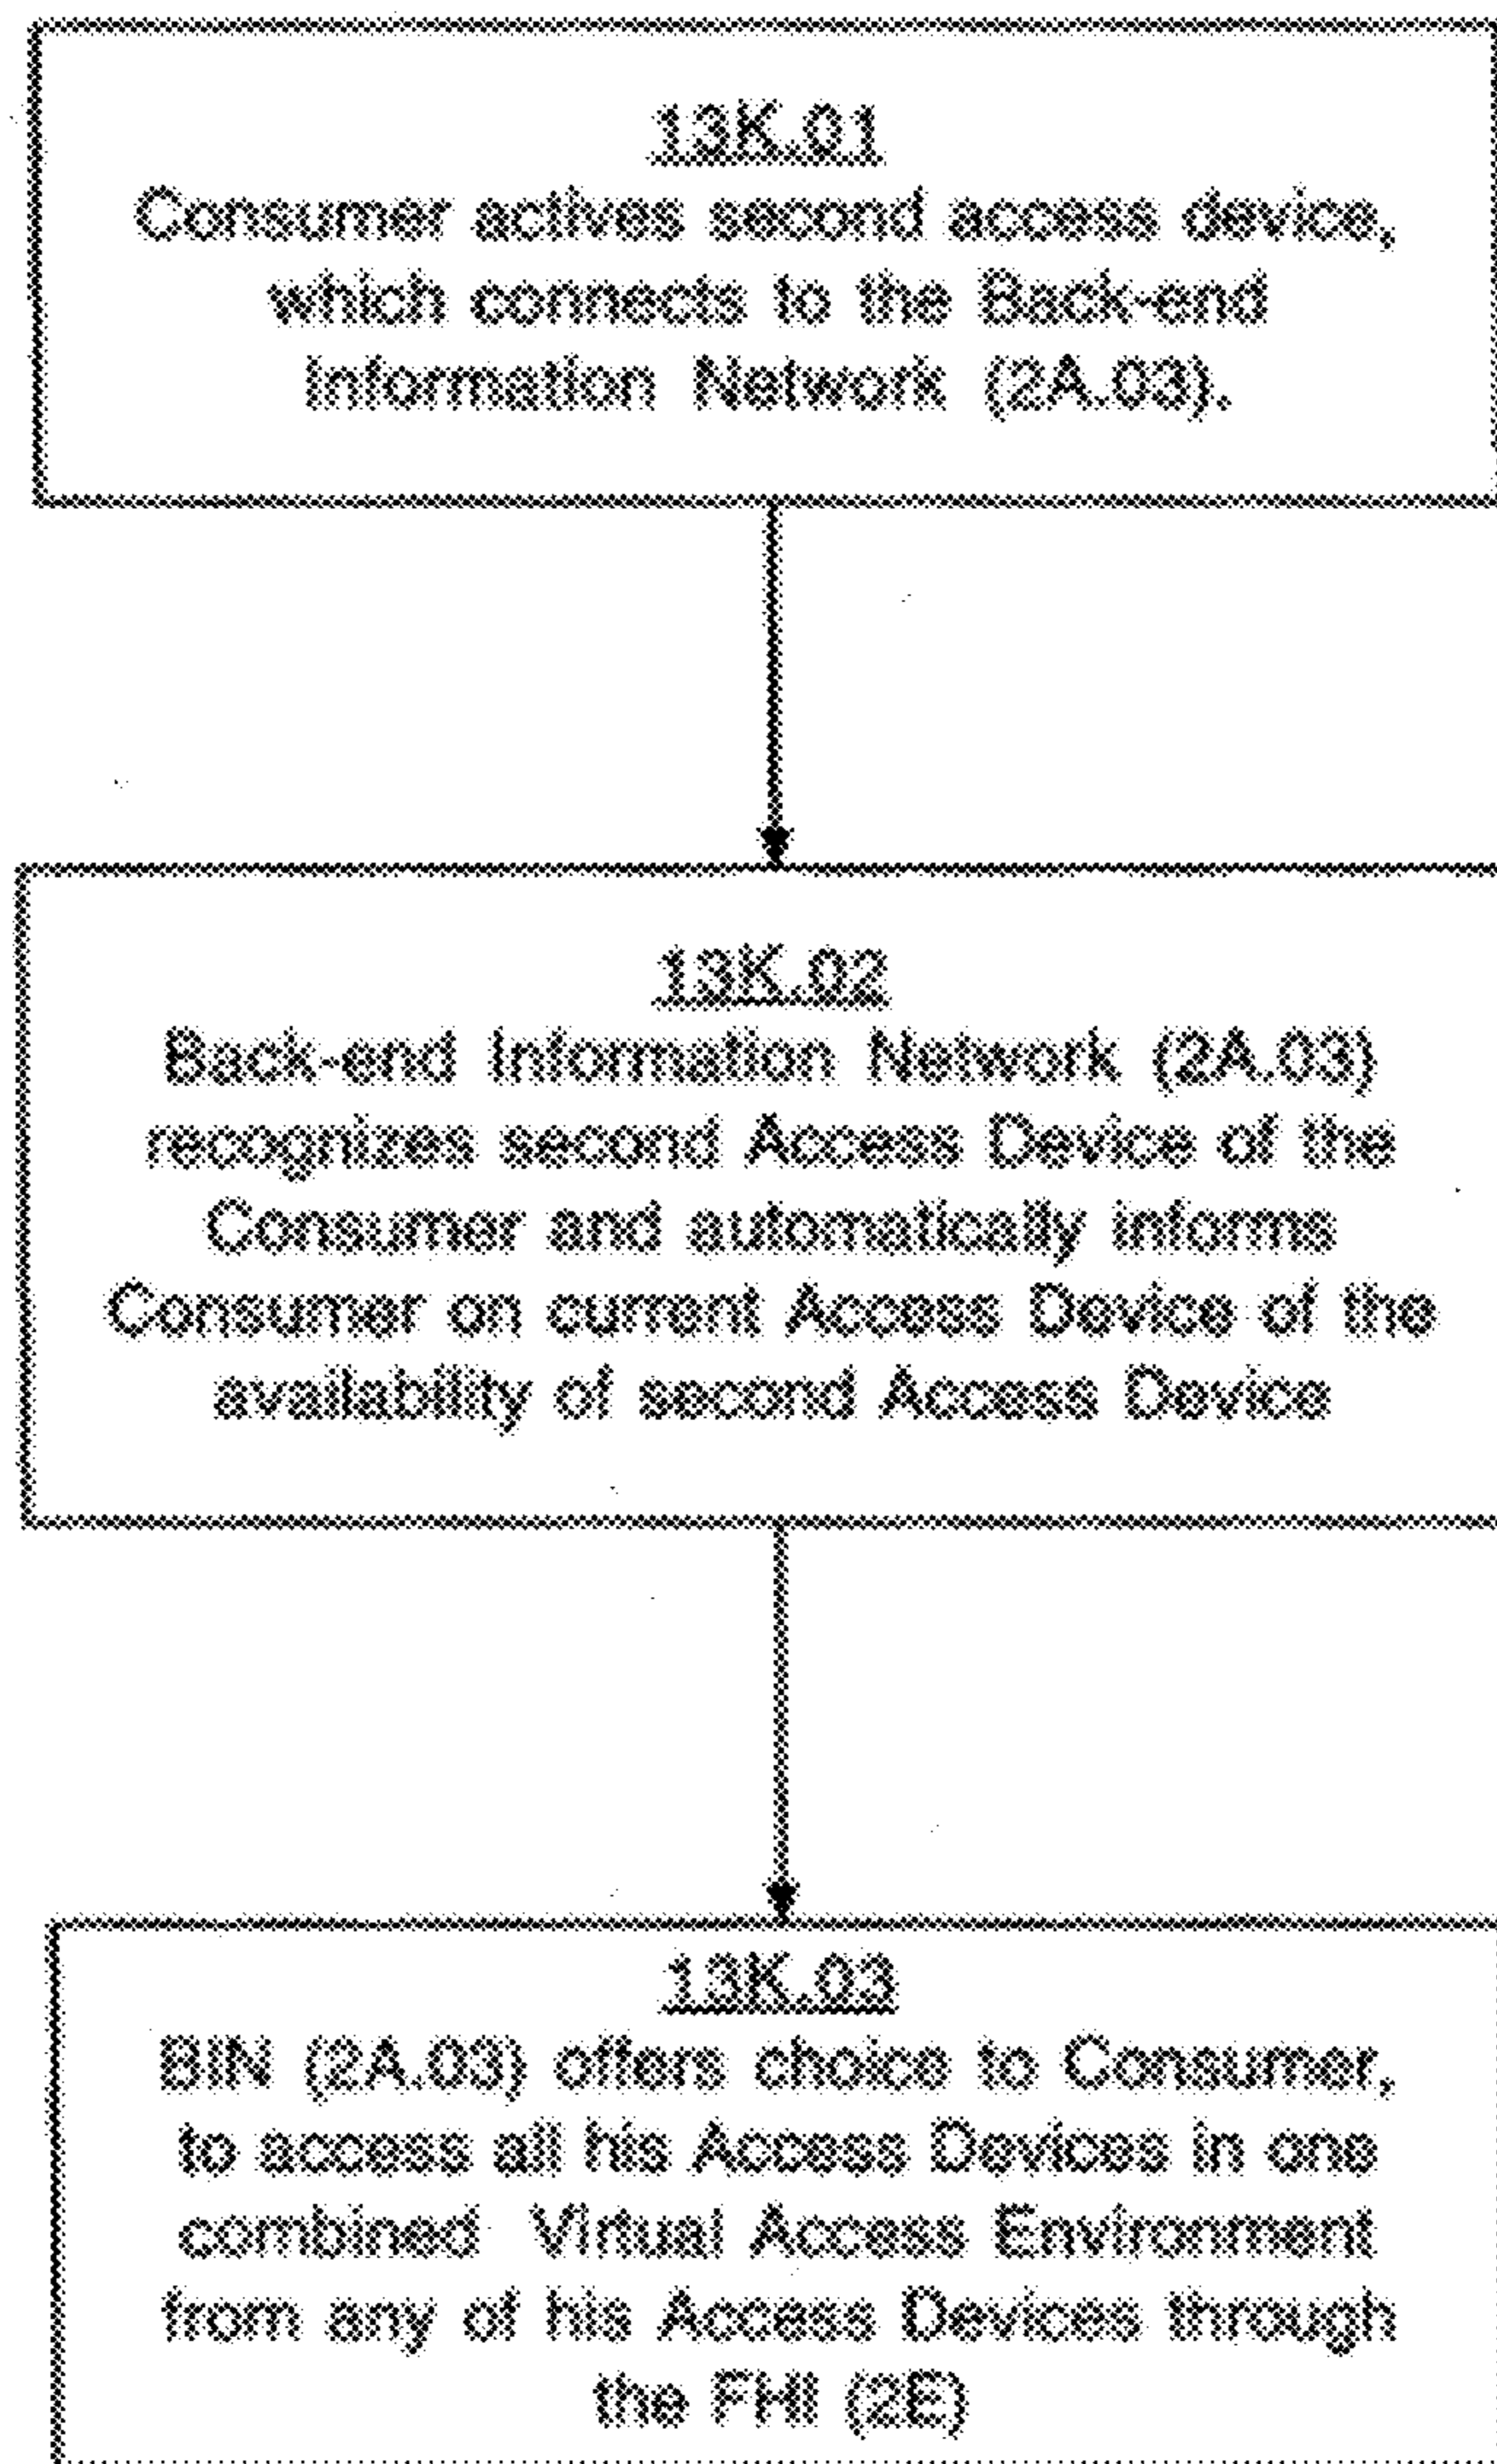 13K.01
Consumer actives second access device,
which connects to the Back-end
Information Network (2A.03).
13K.02
Back-end Information Network (2A.03)
recognizes second Access Device of the
Consumer and automatically informs
Consumer on current Access Device of the
availability of second Access Device
13K.03
BIN (2A.03) offers choice to Consumer,
to access all his Access Devices in one
combined Virtual Access Environment
from any of his Access Devices through
the FHI (2E)